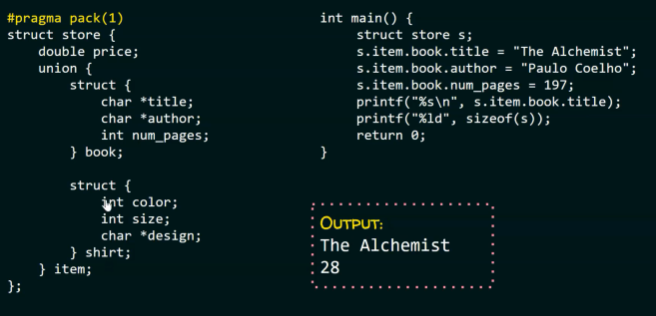 #pragma pack(1)
struct store {
    double price;
    union {
        struct {
            char *title;
            char *author;
            int num_pages;
        } book;

        struct {
            int color;
            int size;
            char *design;
        } shirt;
    } item;
};
int main() {
    struct store s;
    s.item.book.title = "The Alchemist";
    s.item.book.author = "Paulo Coelho";
    s.item.book.num_pages = 197;
    printf("%s\n", s.item.book.title);
    printf("%ld", sizeof(s));
    return 0;
}
OUTPUT:
The Alchemist
28